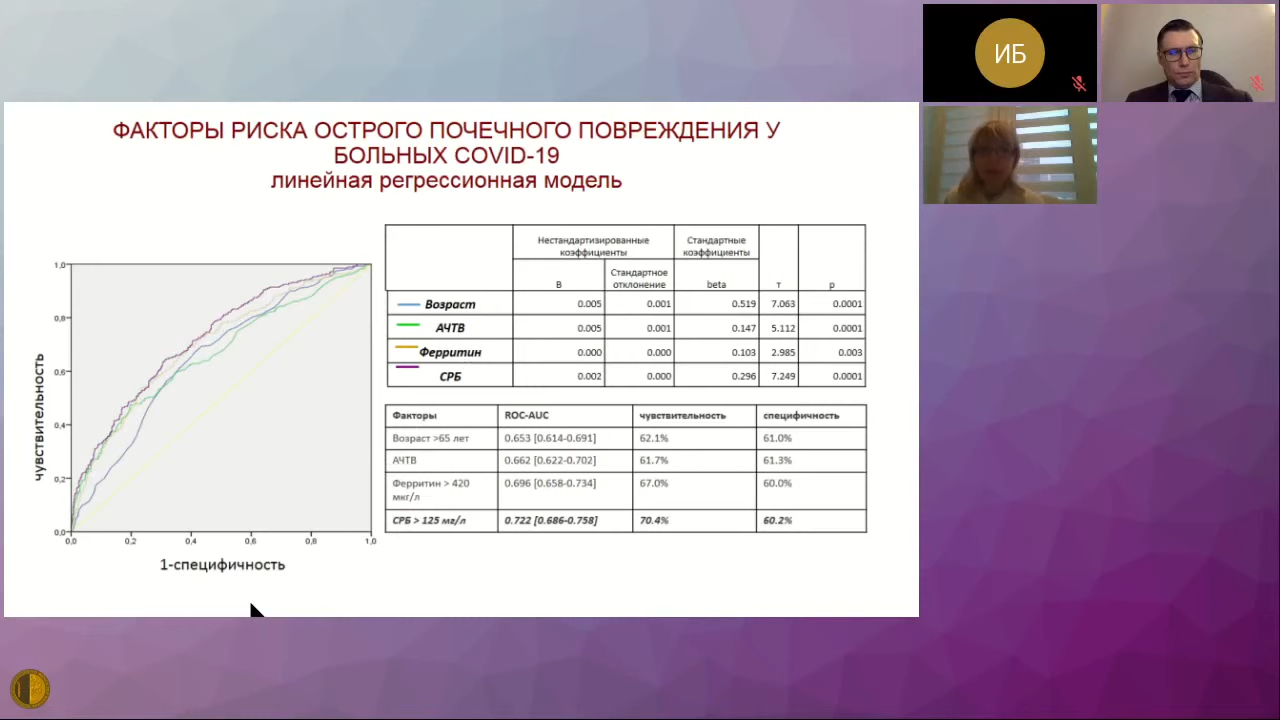 ИБ
ФАКТОРЫ РИСКА ОСТРОГО ПОЧЕЧНОГО ПОВРЕЖДЕНИЯ У
БОЛЬНЫХ COVID-19
линейная регрессионная модель
чувствительность
1,0
0,8
0,6
0,4
0,2
0,0
0,0 0,2 0,4 0,6 0,8 1,0
1-специфичность
Нестандартизированные коэффициенты Стандартные коэффициенты
B Стандартное отклонение beta т р
Возраст 0.005 0.001 0.519 7.063 0.0001
АЧТВ 0.005 0.001 0.147 5.112 0.0001
Ферритин 0.000 0.000 0.103 2.985 0.003
СРБ 0.002 0.000 0.296 7.249 0.0001
Факторы ROC-AUC чувствительность специфичность
Возраст >65 лет 0.653 [0.614-0.691] 62.1% 61.0%
АЧТВ 0.662 [0.622-0.702] 61.7% 61.3%
Ферритин > 420 мкг/л 0.696 [0.658-0.734] 67.0% 60.0%
СРБ > 125 мг/л 0.722 [0.686-0.758] 70.4% 60.2%